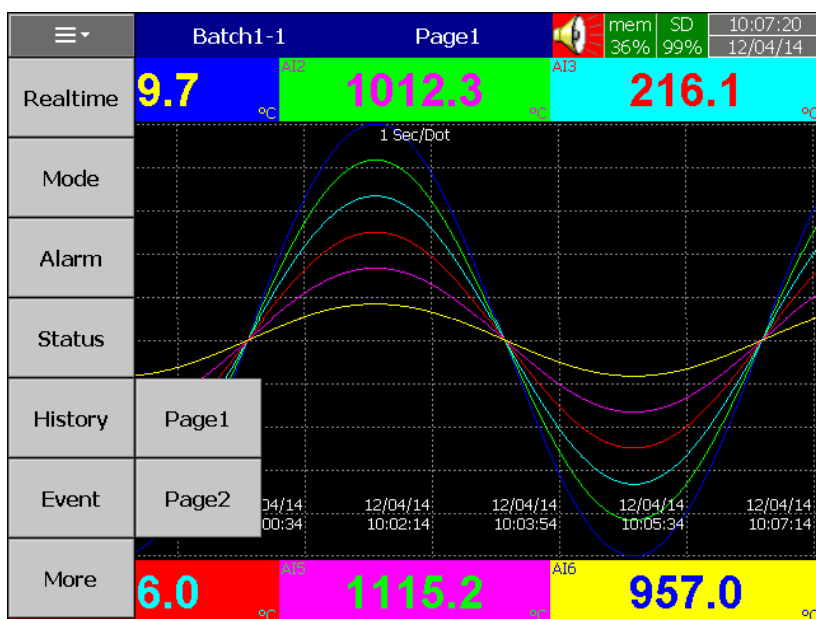 Batch1-1 Page1 mem SD 10:07:20
36% 99% 12/04/14
Realtime
9.7 °C
AI2 1012.3 °C
AI3 216.1 °C
1 Sec/Dot
Mode
Alarm
Status
History Page1
Event Page2
04/14 12/04/14 12/04/14 12/04/14 12/04/14
00:34 10:02:14 10:03:54 10:05:34 10:07:14
More
6.0 °C
AI5 1115.2 °C
AI6 957.0 °C